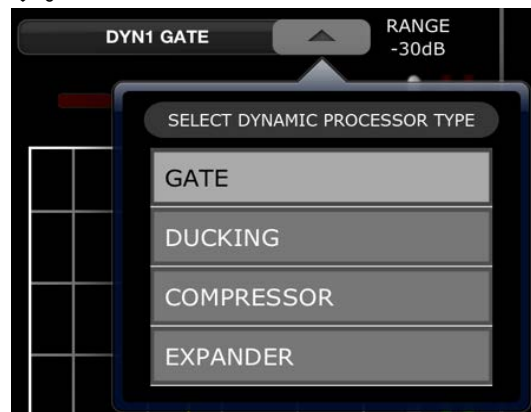 DYN1 GATE
RANGE
-30dB
SELECT DYNAMIC PROCESSOR TYPE
GATE
DUCKING
COMPRESSOR
EXPANDER